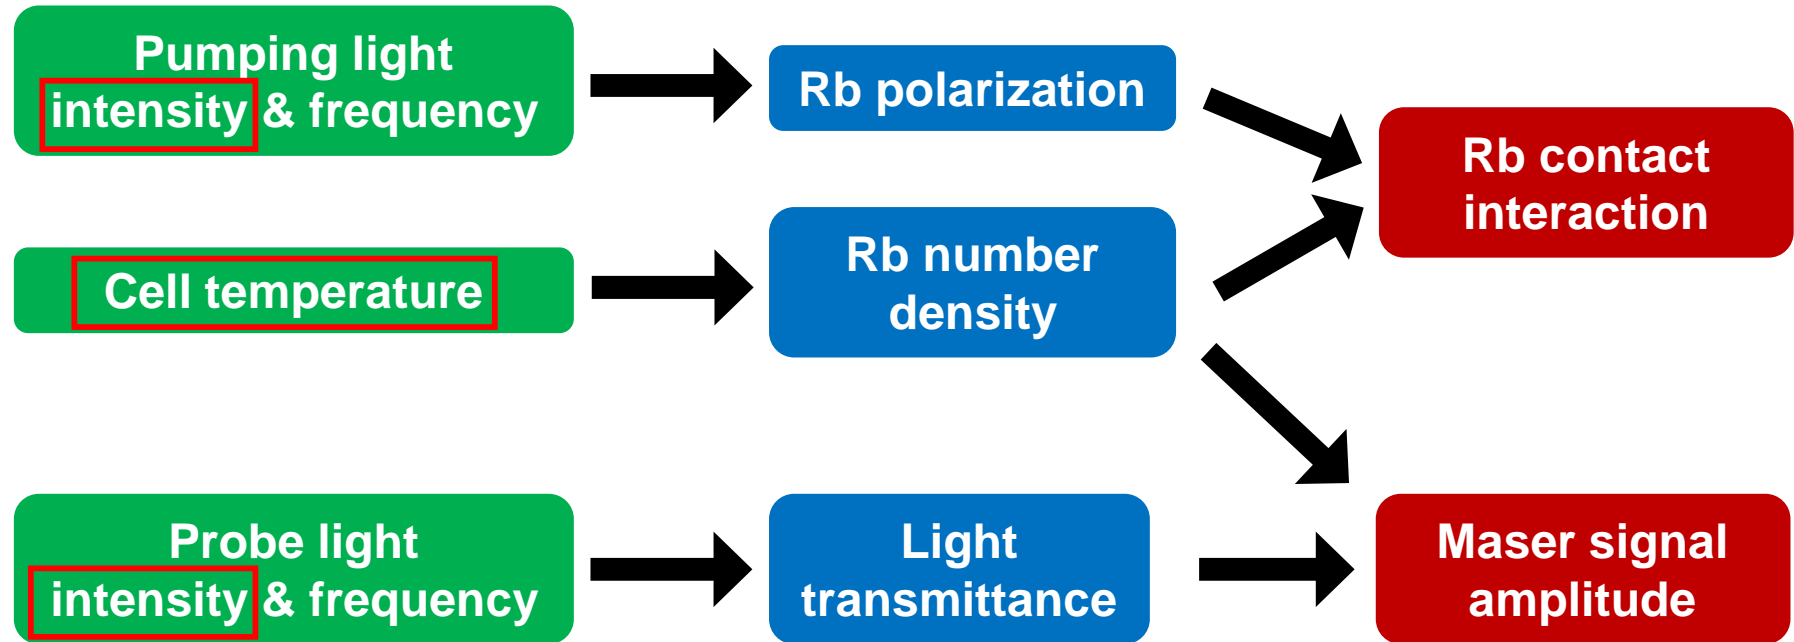 Pumping light
intensity & frequency
Rb polarization
Rb contact
interaction
Cell temperature
Rb number
density
Probe light
intensity & frequency
Light
transmittance
Maser signal
amplitude